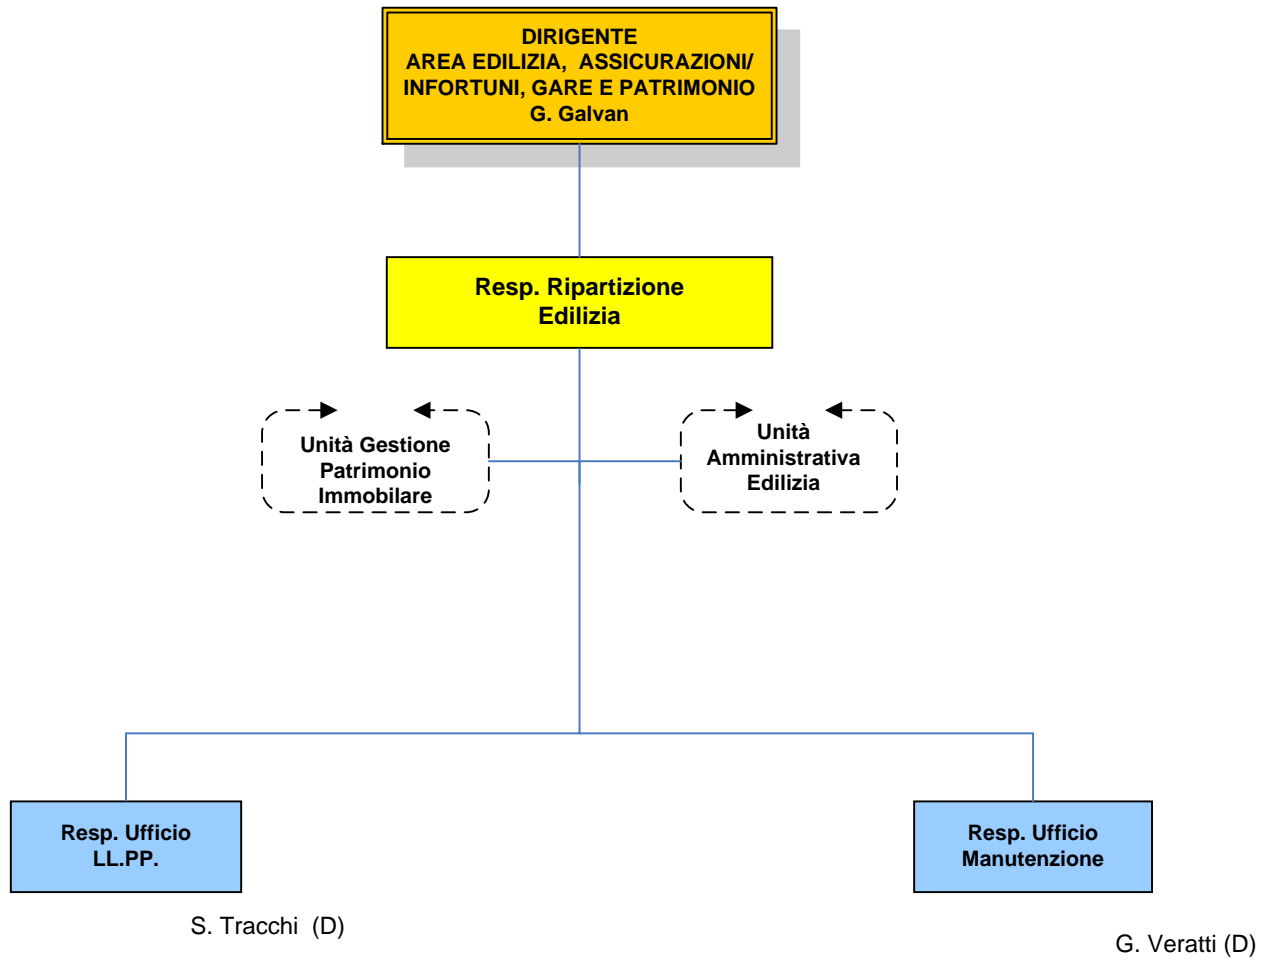 DIRIGENTE
AREA EDILIZIA, ASSICURAZIONI/
INFORTUNI, GARE E PATRIMONIO
G. Galvan
Resp. Ripartizione
Edilizia
Unità Gestione
Patrimonio
Immobilare
Unità
Amministrativa
Edilizia
Resp. Ufficio
LL.PP.
Resp. Ufficio
Manutenzione
S. Tracchi (D)
G. Veratti (D)